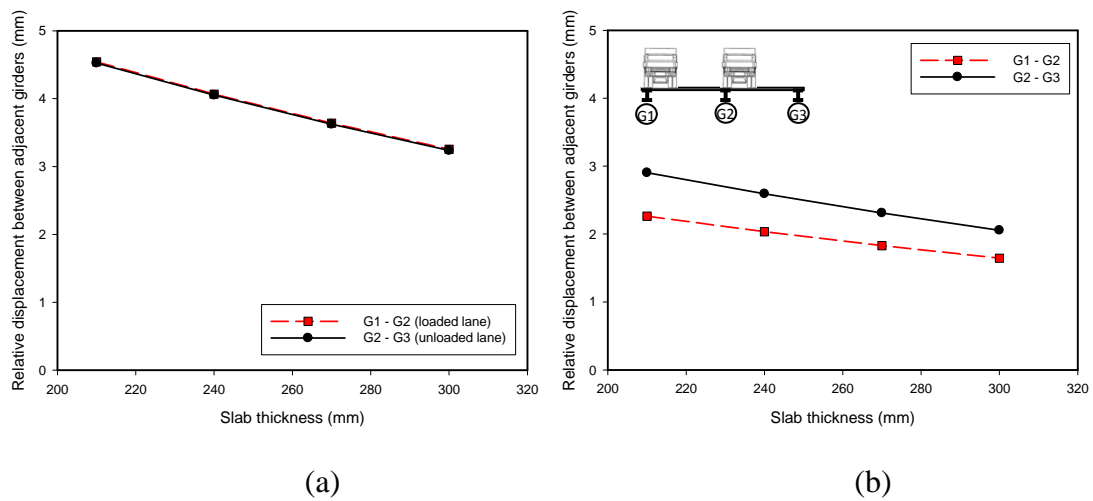 Relative displacement between adjacent girders (mm)
5
4
3
2
1
0
G1 - G2 (loaded lane)
G2 - G3 (unloaded lane)
200 220 240 260 280 300 320
Slab thickness (mm)
(a)
Relative displacement between adjacent girders (mm)
5
4
3
2
1
0
G1 G2 G3
G1 - G2
G2 - G3
200 220 240 260 280 300 320
Slab thickness (mm)
(b)